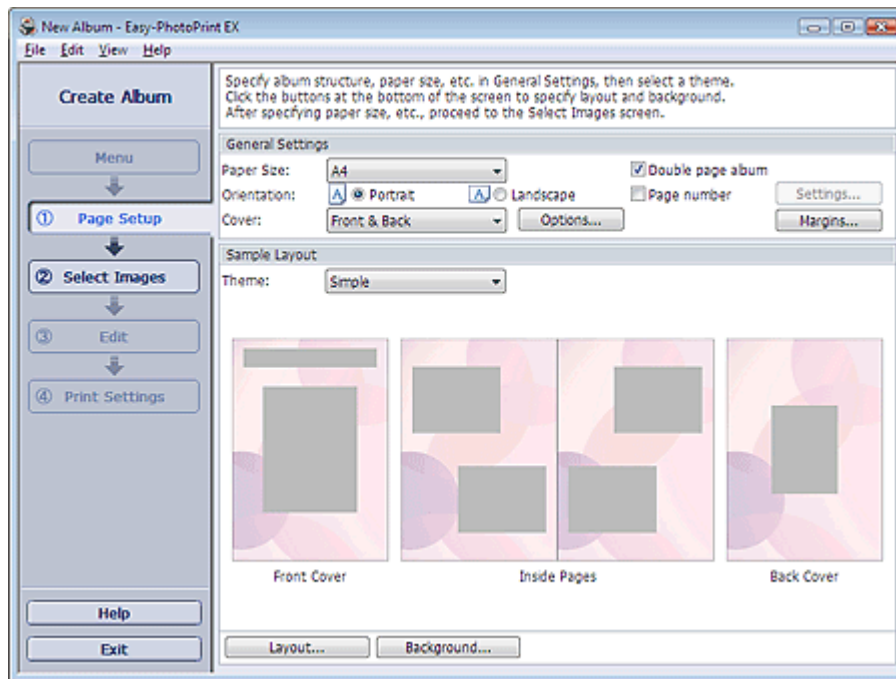 New Album - Easy-PhotoPrint EX
File Edit View Help
Create Album
Menu
① Page Setup
② Select Images
③ Edit
④ Print Settings
Help
Exit
Specify album structure, paper size, etc. in General Settings, then select a theme.
Click the buttons at the bottom of the screen to specify layout and background.
After specifying paper size, etc., proceed to the Select Images screen.
General Settings
Paper Size: A4 Double page album
Orientation: A Portrait A Landscape Page number Settings...
Cover: Front & Back Options... Margins...
Sample Layout
Theme: Simple
Front Cover Inside Pages Back Cover
Layout... Background...